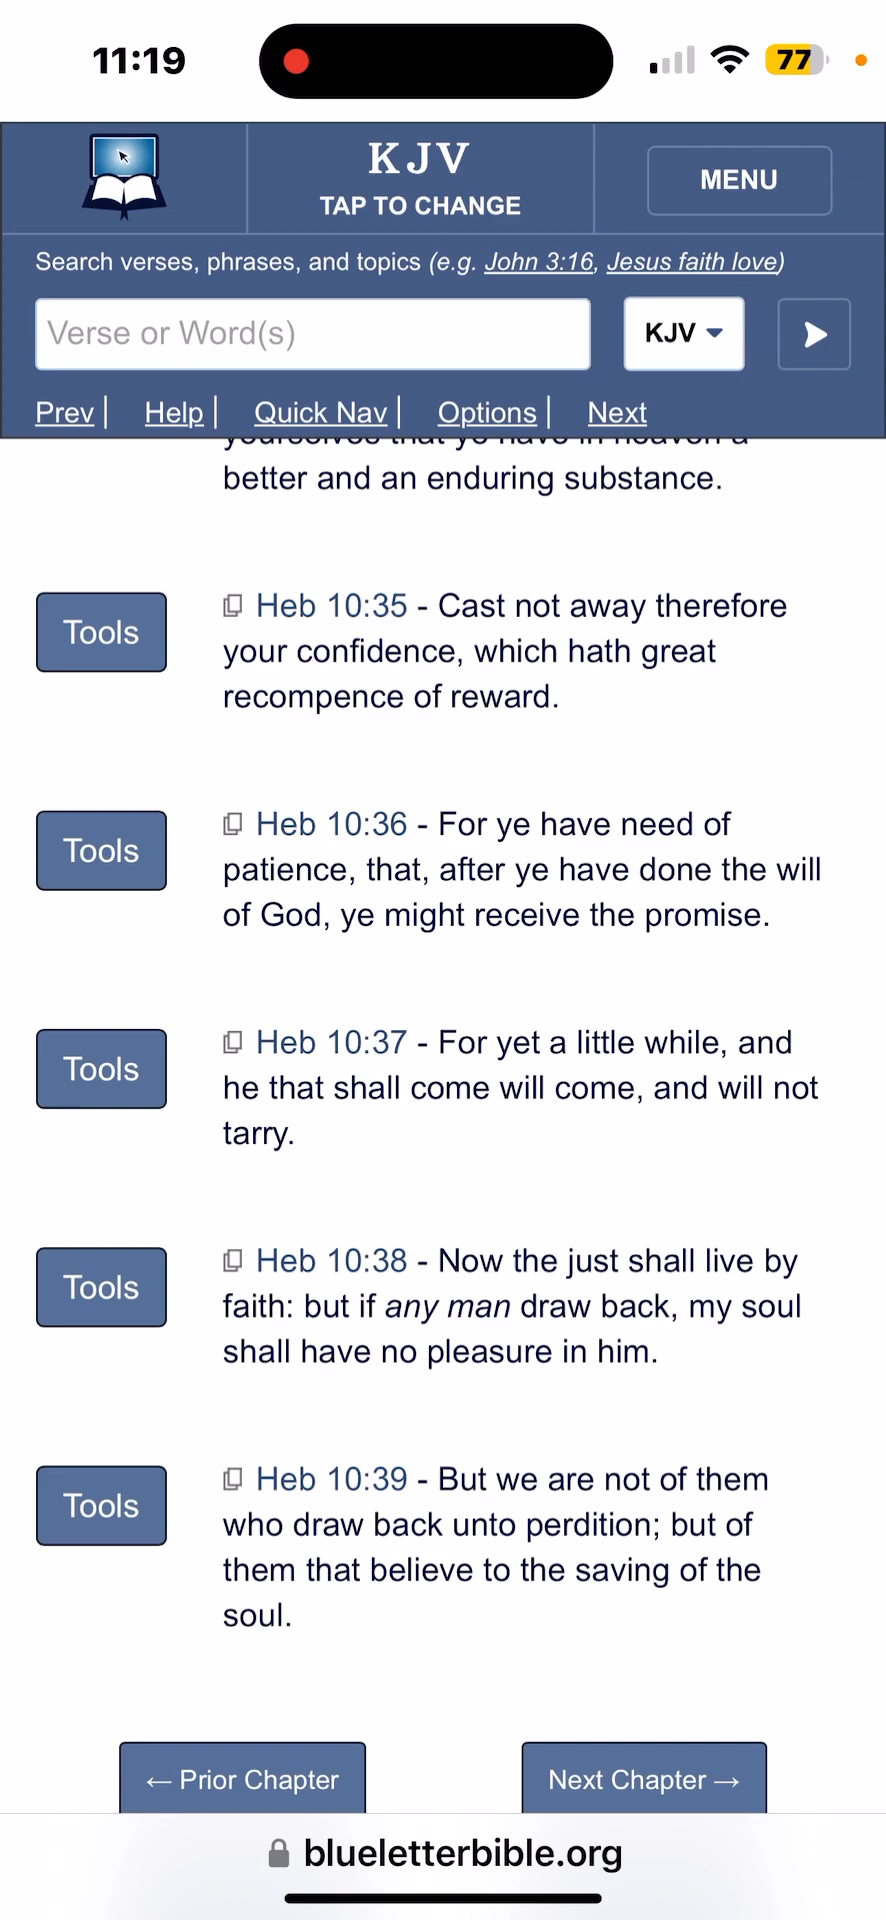 11:19
77
KJV
TAP TO CHANGE
MENU
Search verses, phrases, and topics (e.g. John 3:16, Jesus faith love)
Verse or Word(s)
KJV
Prev | Help | Quick Nav | Options | Next
yourselves that ye have in heaven a
better and an enduring substance.
Tools
Heb 10:35 - Cast not away therefore
your confidence, which hath great
recompence of reward.
Tools
Heb 10:36 - For ye have need of
patience, that, after ye have done the will
of God, ye might receive the promise.
Tools
Heb 10:37 - For yet a little while, and
he that shall come will come, and will not
tarry.
Tools
Heb 10:38 - Now the just shall live by
faith: but if any man draw back, my soul
shall have no pleasure in him.
Tools
Heb 10:39 - But we are not of them
who draw back unto perdition; but of
them that believe to the saving of the
soul.
← Prior Chapter
Next Chapter →
blueletterbible.org